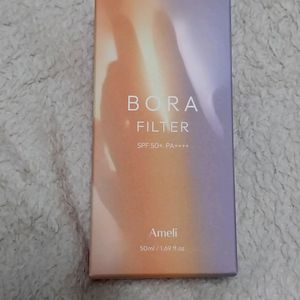 BORA
FILTER
SPF 50+ PA++++
Ameli
50ml / 1.69 fl oz